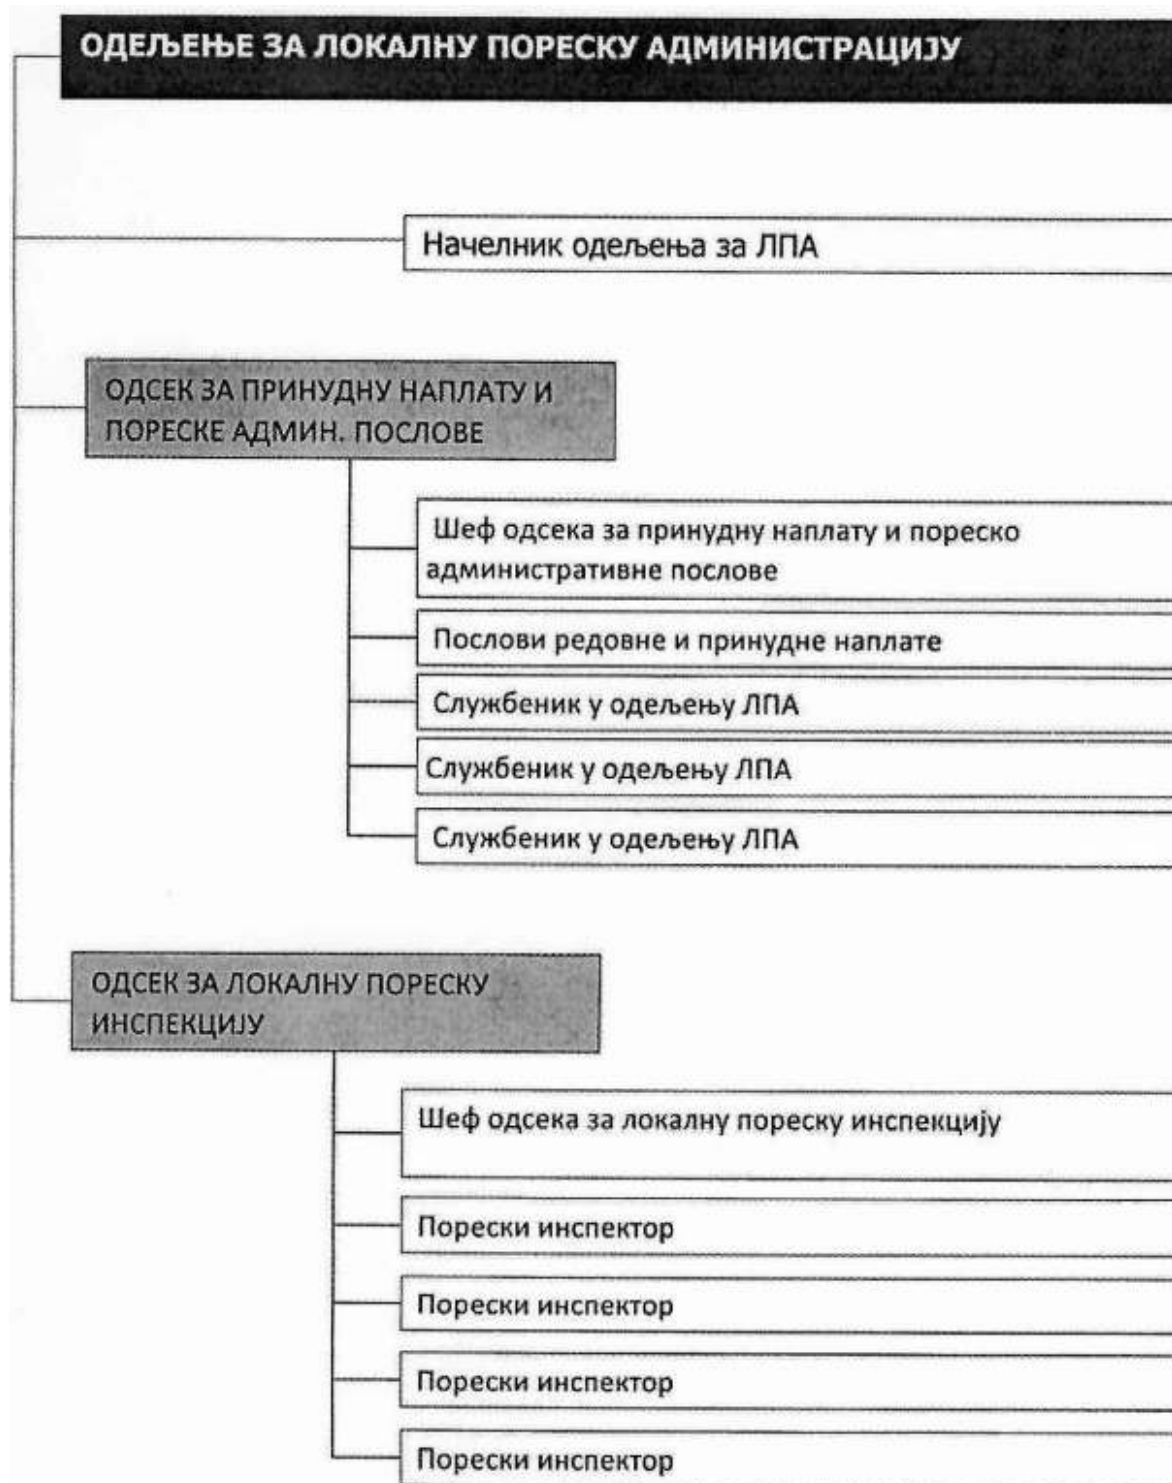 ОДЕЉЕЊЕ ЗА ЛОКАЛНУ ПОРЕСКУ АДМИНИСТРАЦИЈУ
Начелник одељења за ЛПА
ОДСЕК ЗА ПРИНУДНУ НАПЛАТУ И
ПОРЕСКЕ АДМИН. ПОСЛОВЕ
Шеф одсека за принудну наплату и пореско
административне послове
Послови редовне и принудне наплате
Службеник у одељењу ЛПА
Службеник у одељењу ЛПА
Службеник у одељењу ЛПА
ОДСЕК ЗА ЛОКАЛНУ ПОРЕСКУ
ИНСПЕКЦИЈУ
Шеф одсека за локалну пореску инспекцију
Порески инспектор
Порески инспектор
Порески инспектор
Порески инспектор